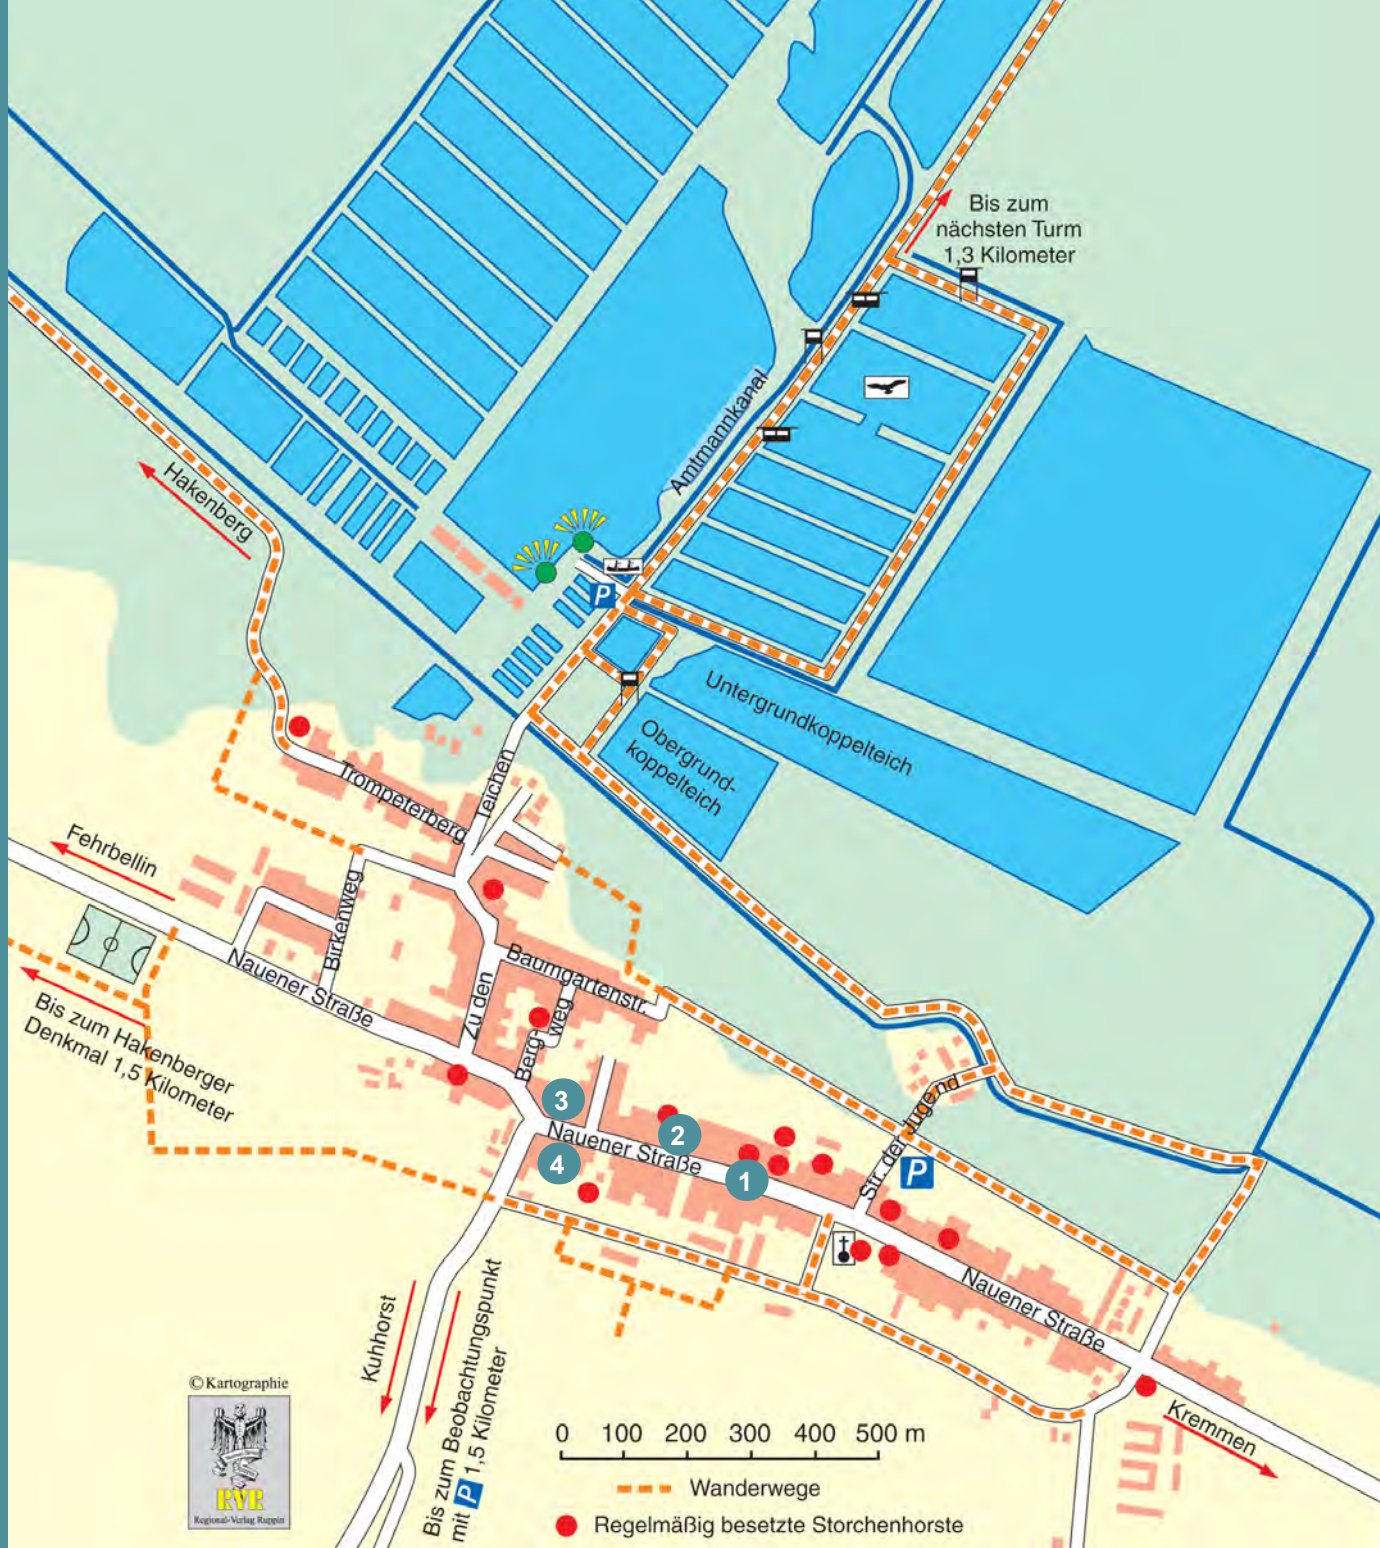 Bis zum
nächsten Turm
1,3 Kilometer
Amtmannkanal
Hakenberg
P
Untergrundkoppelteich
Obergrund-
koppelteich
Teichen
Trompeterberg
Fehrbellin
Birkenweg
Nauener Straße
Baumgartenstr.
Zu den
Berg-
weg
Bis zum Hakenberger
Denkmal 1,5 Kilometer
3
2
Nauener Straße
4
1
Str. der Jugend
P
Nauener Straße
Kuhhorst
Bis zum Beobachtungspunkt
mit P 1,5 Kilometer
Kremmen
© Kartographie
RVR
Regional-Verlag Ruppin
0 100 200 300 400 500 m
Wanderwege
Regelmäßig besetzte Storchenhorste